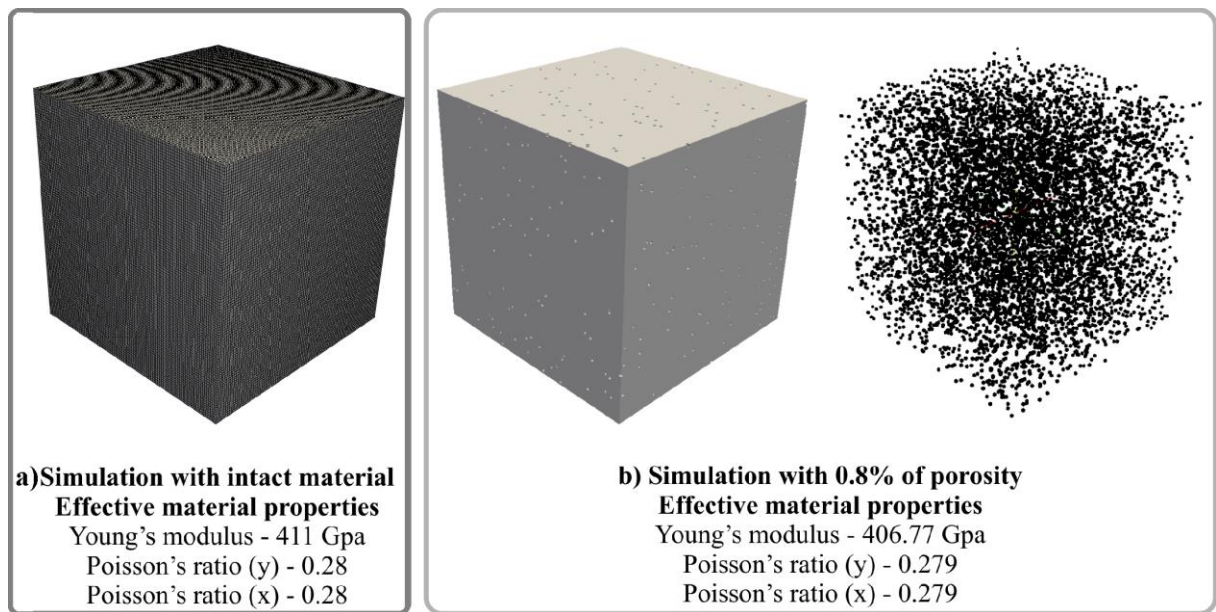 a)Simulation with intact material
Effective material properties
Young's modulus - 411 Gpa
Poisson's ratio (y) - 0.28
Poisson's ratio (x) - 0.28
b) Simulation with 0.8% of porosity
Effective material properties
Young's modulus - 406.77 Gpa
Poisson's ratio (y) - 0.279
Poisson's ratio (x) - 0.279